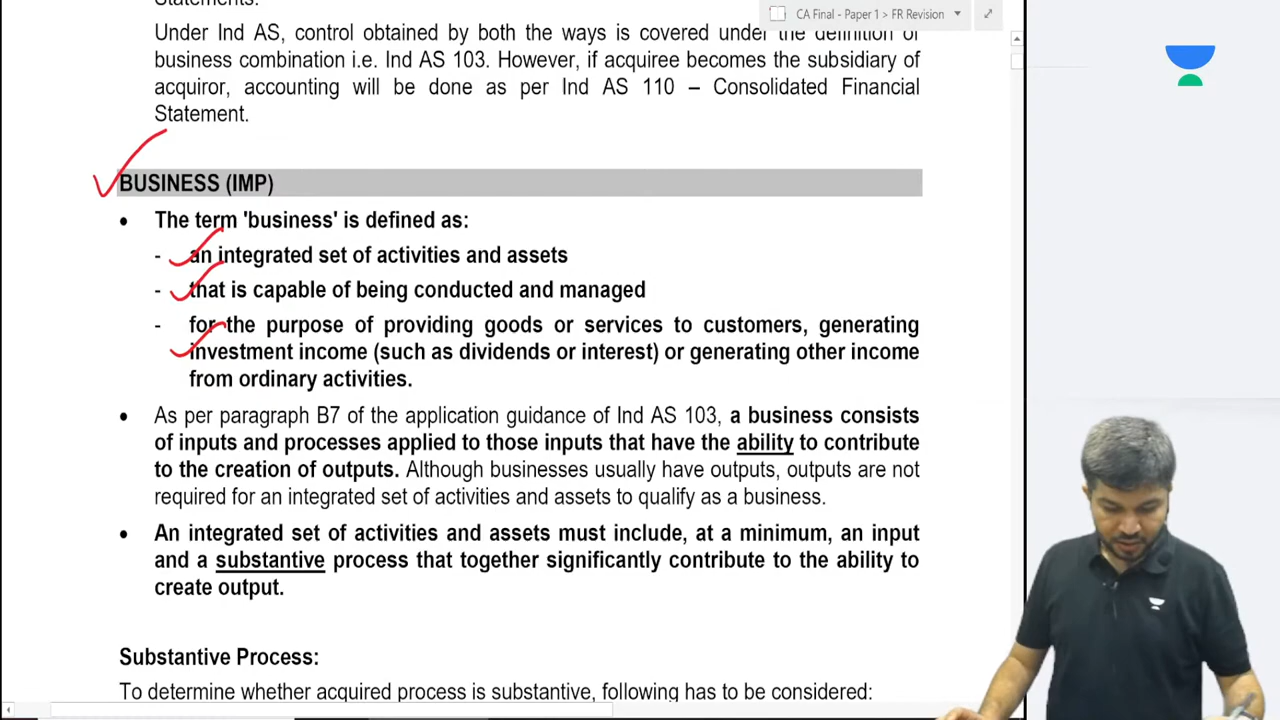 Statements.
CA Final - Paper 1 > FR Revision
Under Ind AS, control obtained by both the ways is covered under the definition of
business combination i.e. Ind AS 103. However, if acquiree becomes the subsidiary of
acquiror, accounting will be done as per Ind AS 110 – Consolidated Financial
Statement.
BUSINESS (IMP)
• The term 'business' is defined as:
- an integrated set of activities and assets
- that is capable of being conducted and managed
- for the purpose of providing goods or services to customers, generating
investment income (such as dividends or interest) or generating other income
from ordinary activities.
• As per paragraph B7 of the application guidance of Ind AS 103, a business consists
of inputs and processes applied to those inputs that have the ability to contribute
to the creation of outputs. Although businesses usually have outputs, outputs are not
required for an integrated set of activities and assets to qualify as a business.
• An integrated set of activities and assets must include, at a minimum, an input
and a substantive process that together significantly contribute to the ability to
create output.
Substantive Process:
To determine whether acquired process is substantive, following has to be considered: